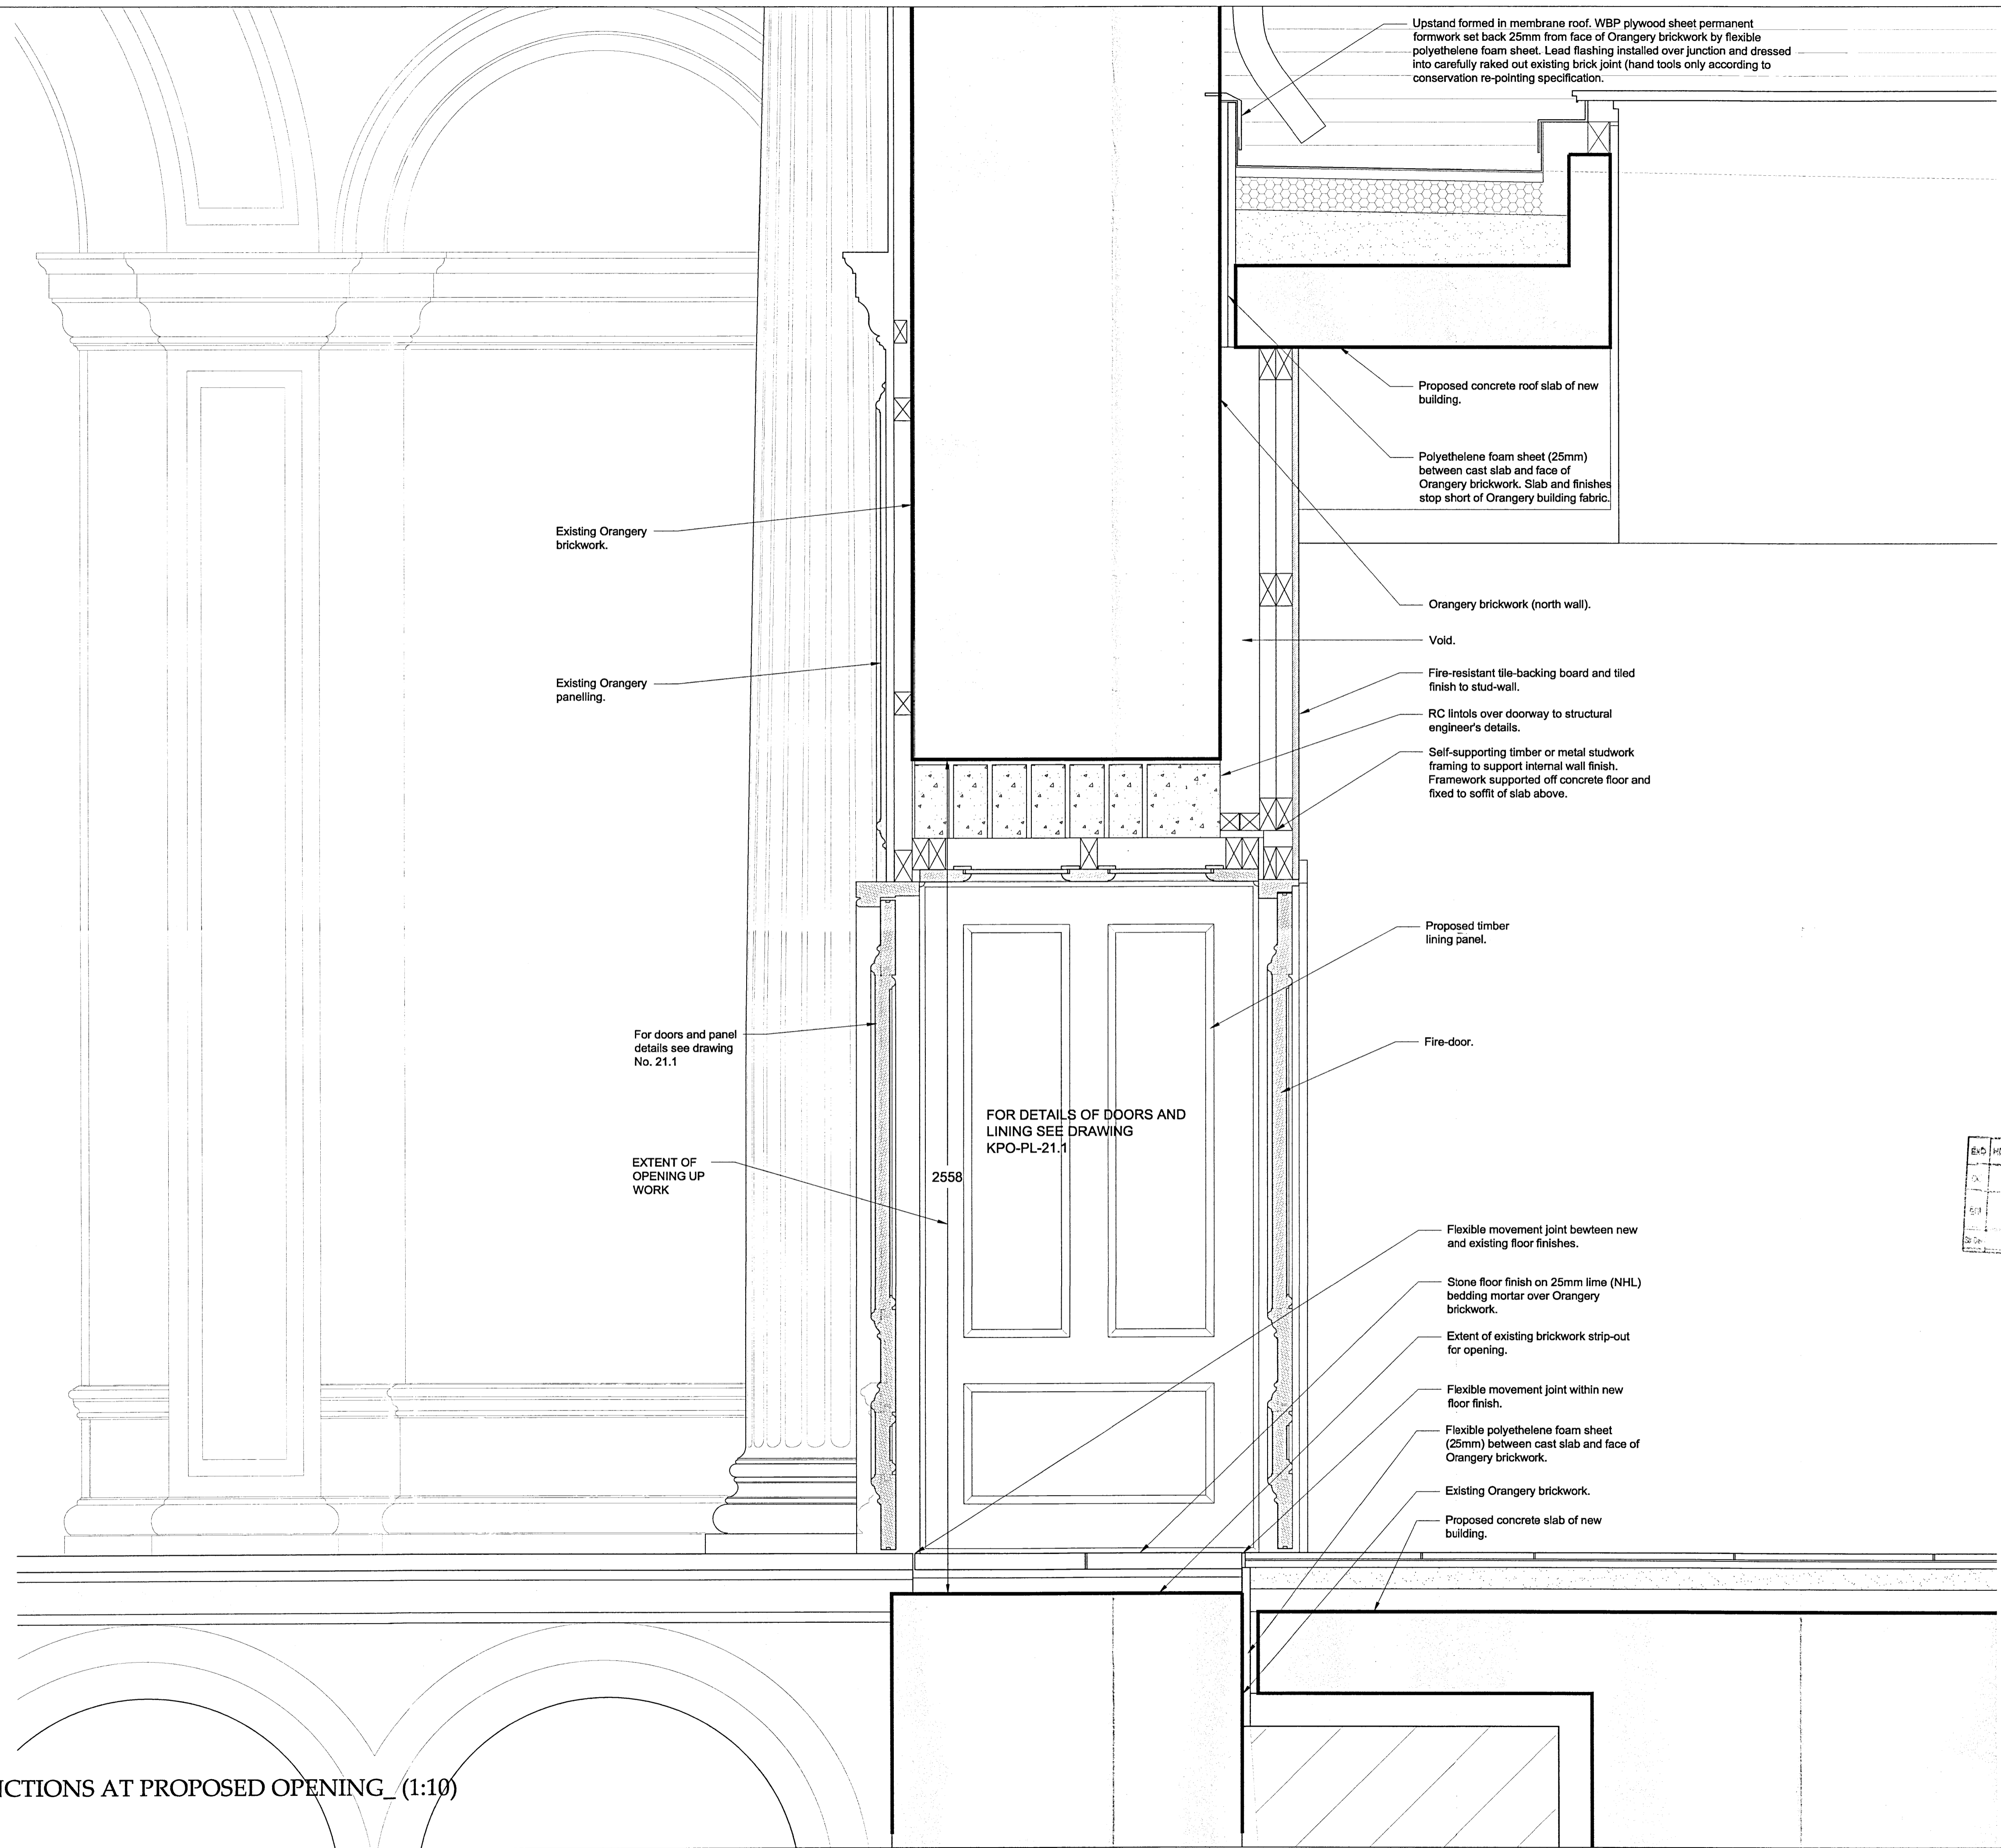 Upstand formed in membrane roof. WBP plywood sheet permanent
formwork set back 25mm from face of Orangery brickwork by flexible
polyethelene foam sheet. Lead flashing installed over junction and dressed
into carefully raked out existing brick joint (hand tools only according to
conservation re-pointing specification.
Proposed concrete roof slab of new
building.
Polyethelene foam sheet (25mm)
between cast slab and face of
Orangery brickwork. Slab and finishes
stop short of Orangery building fabric.
Existing Orangery
brickwork.
Orangery brickwork (north wall).
Void.
Existing Orangery
panelling.
Fire-resistant tile-backing board and tiled
finish to stud-wall.
RC lintols over doorway to structural
engineer's details.
Self-supporting timber or metal studwork
framing to support internal wall finish.
Framework supported off concrete floor and
fixed to soffit of slab above.
Proposed timber
lining panel.
For doors and panel
details see drawing
No. 21.1
Fire-door.
FOR DETAILS OF DOORS AND
LINING SEE DRAWING
KPO-PL-21.1
EXTENT OF
OPENING UP
WORK
2558
Flexible movement joint bewteen new
and existing floor finishes.
Stone floor finish on 25mm lime (NHL)
bedding mortar over Orangery
brickwork.
Extent of existing brickwork strip-out
for opening.
Flexible movement joint within new
floor finish.
Flexible polyethelene foam sheet
(25mm) between cast slab and face of
Orangery brickwork.
Existing Orangery brickwork.
Proposed concrete slab of new
building.
NCTIONS AT PROPOSED OPENING_ (1:10)